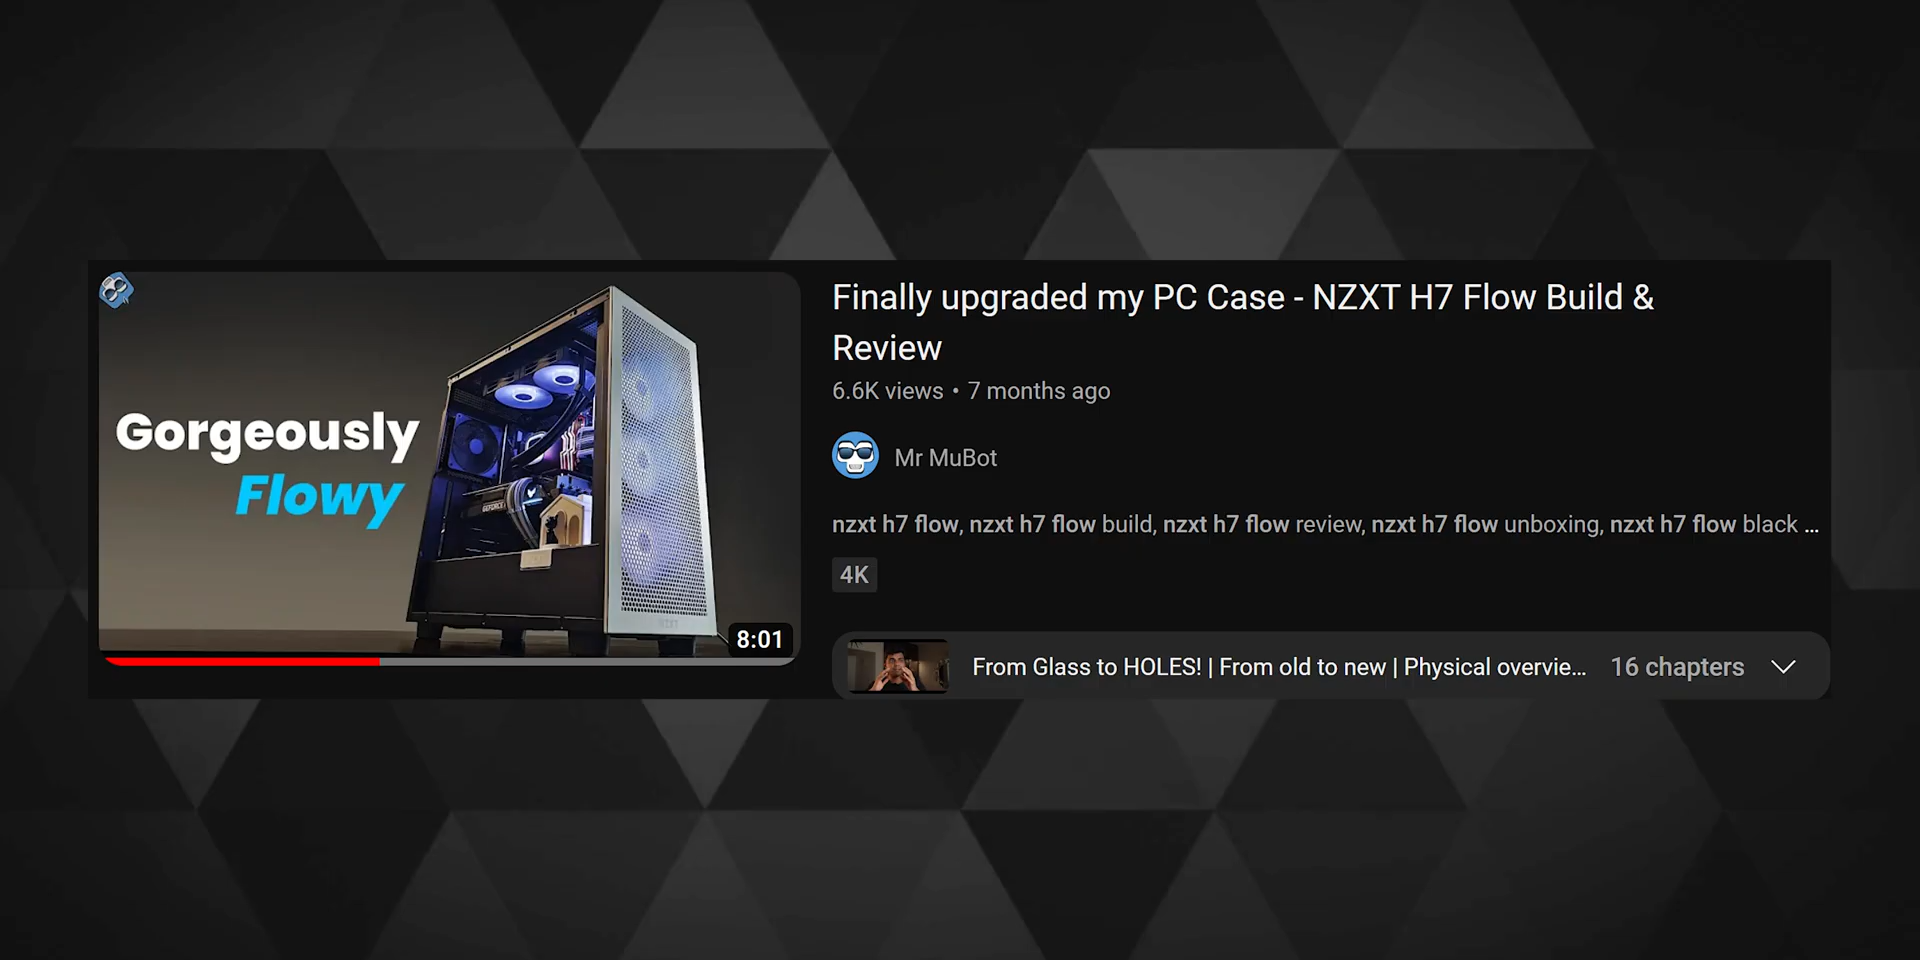 Gorgeously
Flowy
GEFORCE
NZXT
8:01
Finally upgraded my PC Case - NZXT H7 Flow Build &
Review
6.6K views • 7 months ago
Mr MuBot
nzxt h7 flow, nzxt h7 flow build, nzxt h7 flow review, nzxt h7 flow unboxing, nzxt h7 flow black ...
4K
From Glass to HOLES! | From old to new | Physical overvie... 16 chapters